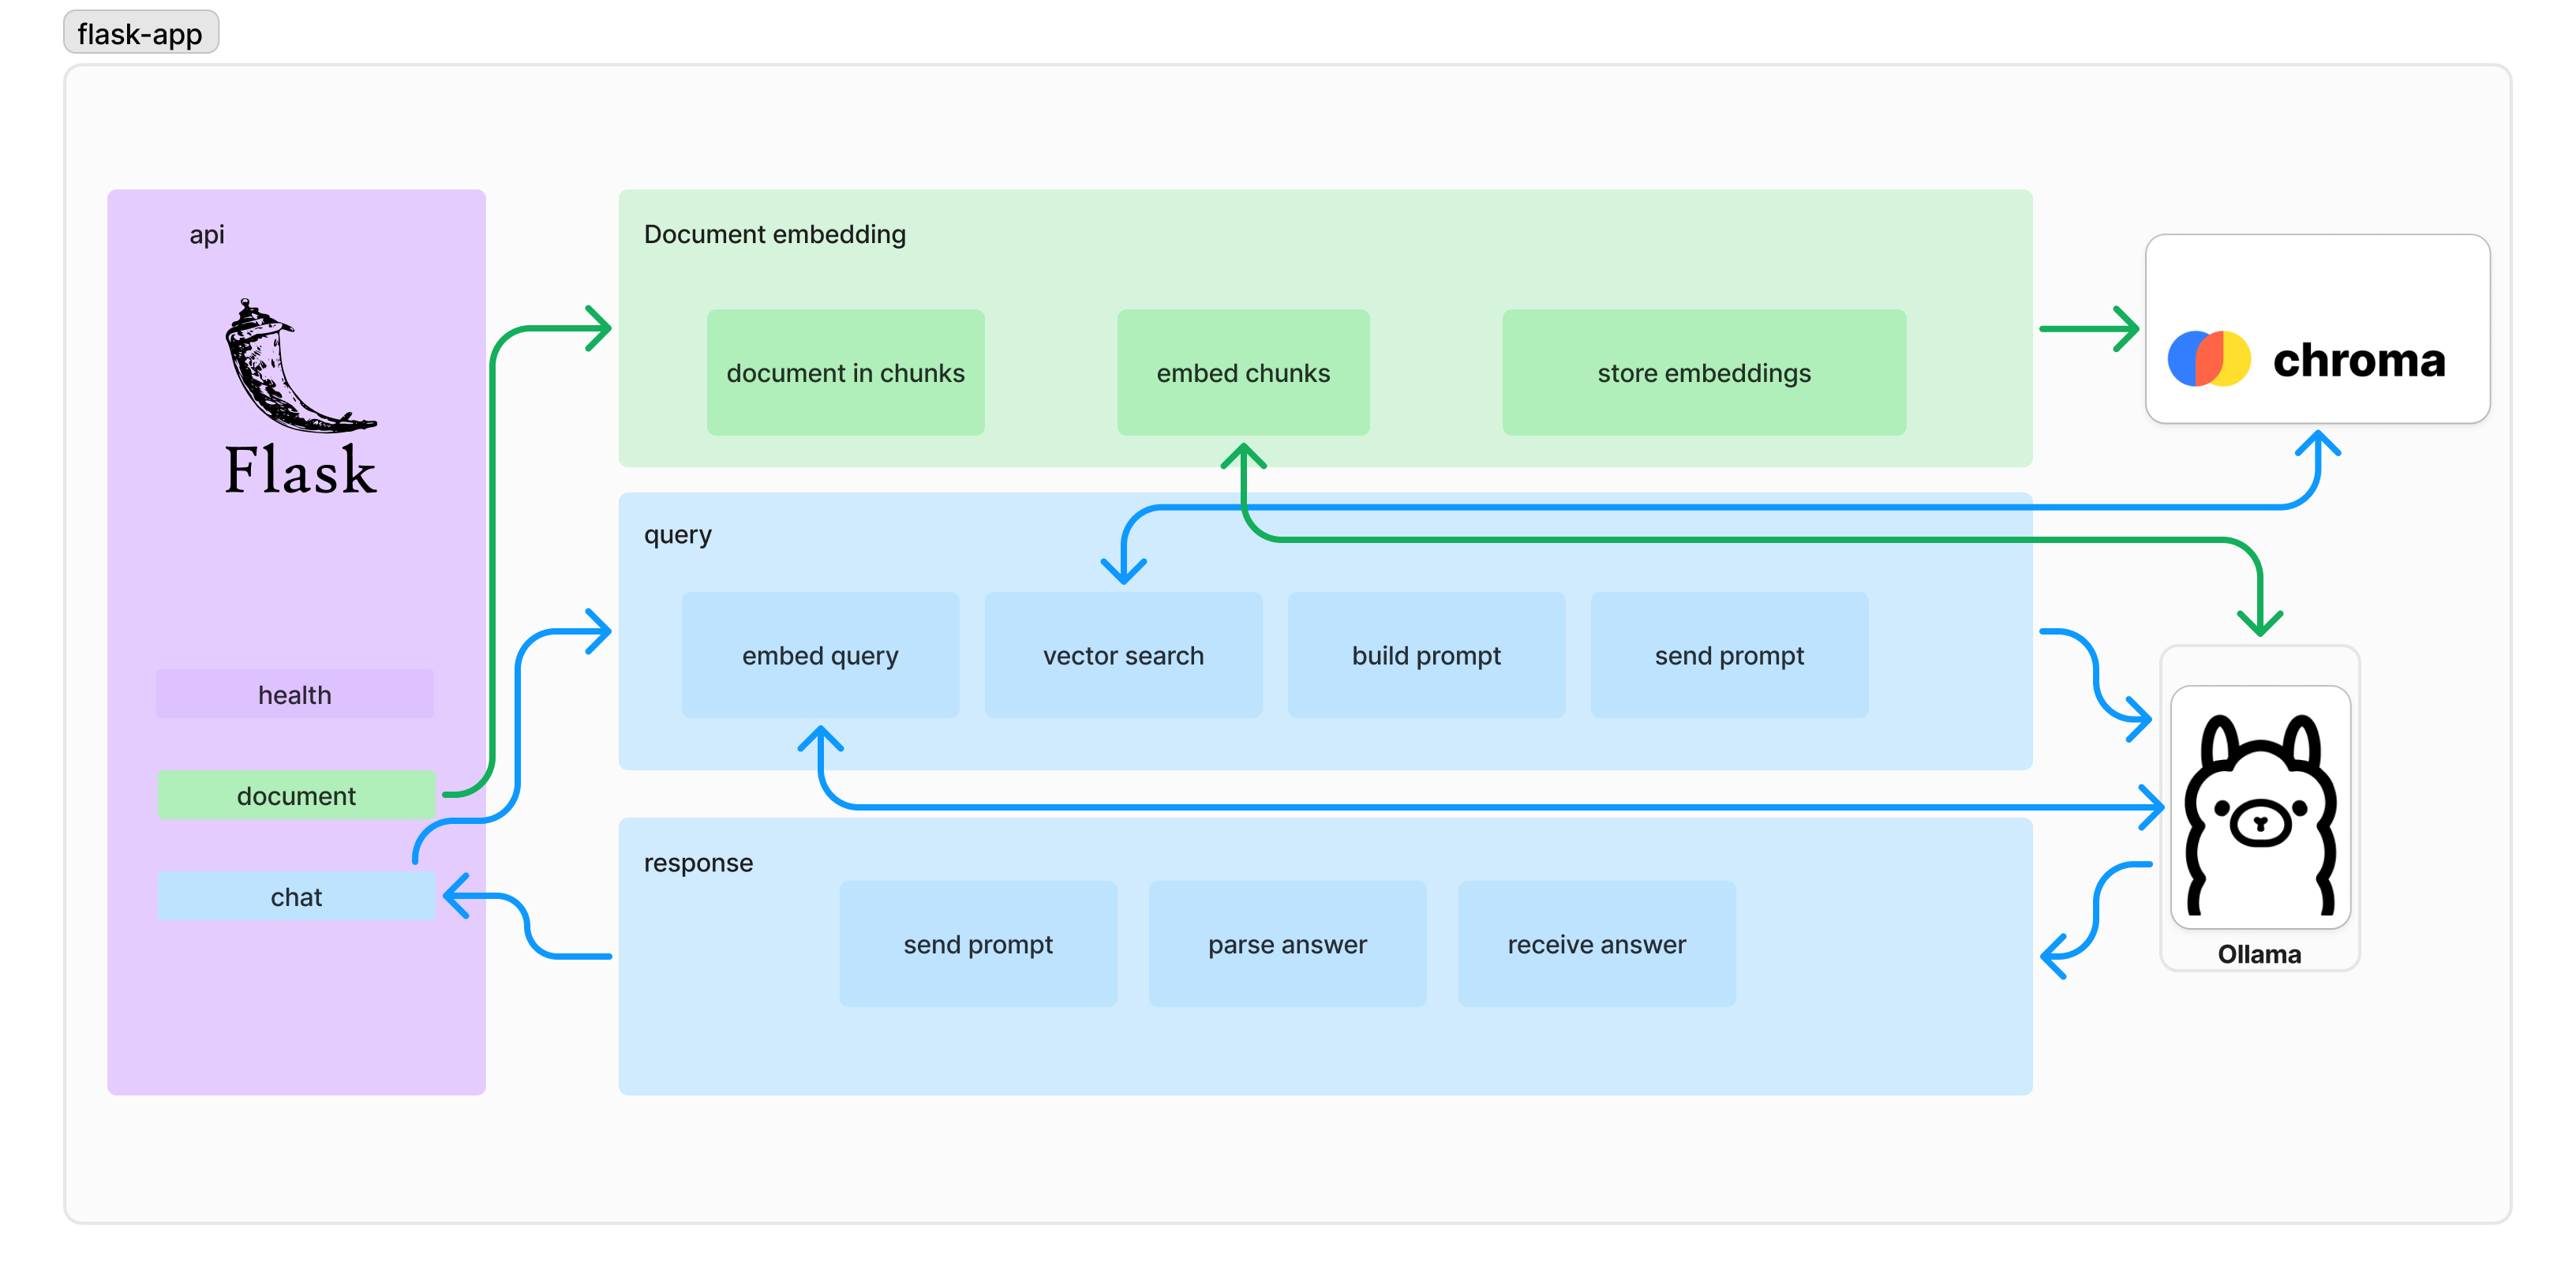 flask-app
api
Flask
health
document
chat
Document embedding
document in chunks
embed chunks
store embeddings
query
embed query
vector search
build prompt
send prompt
response
send prompt
parse answer
receive answer
chroma
Ollama